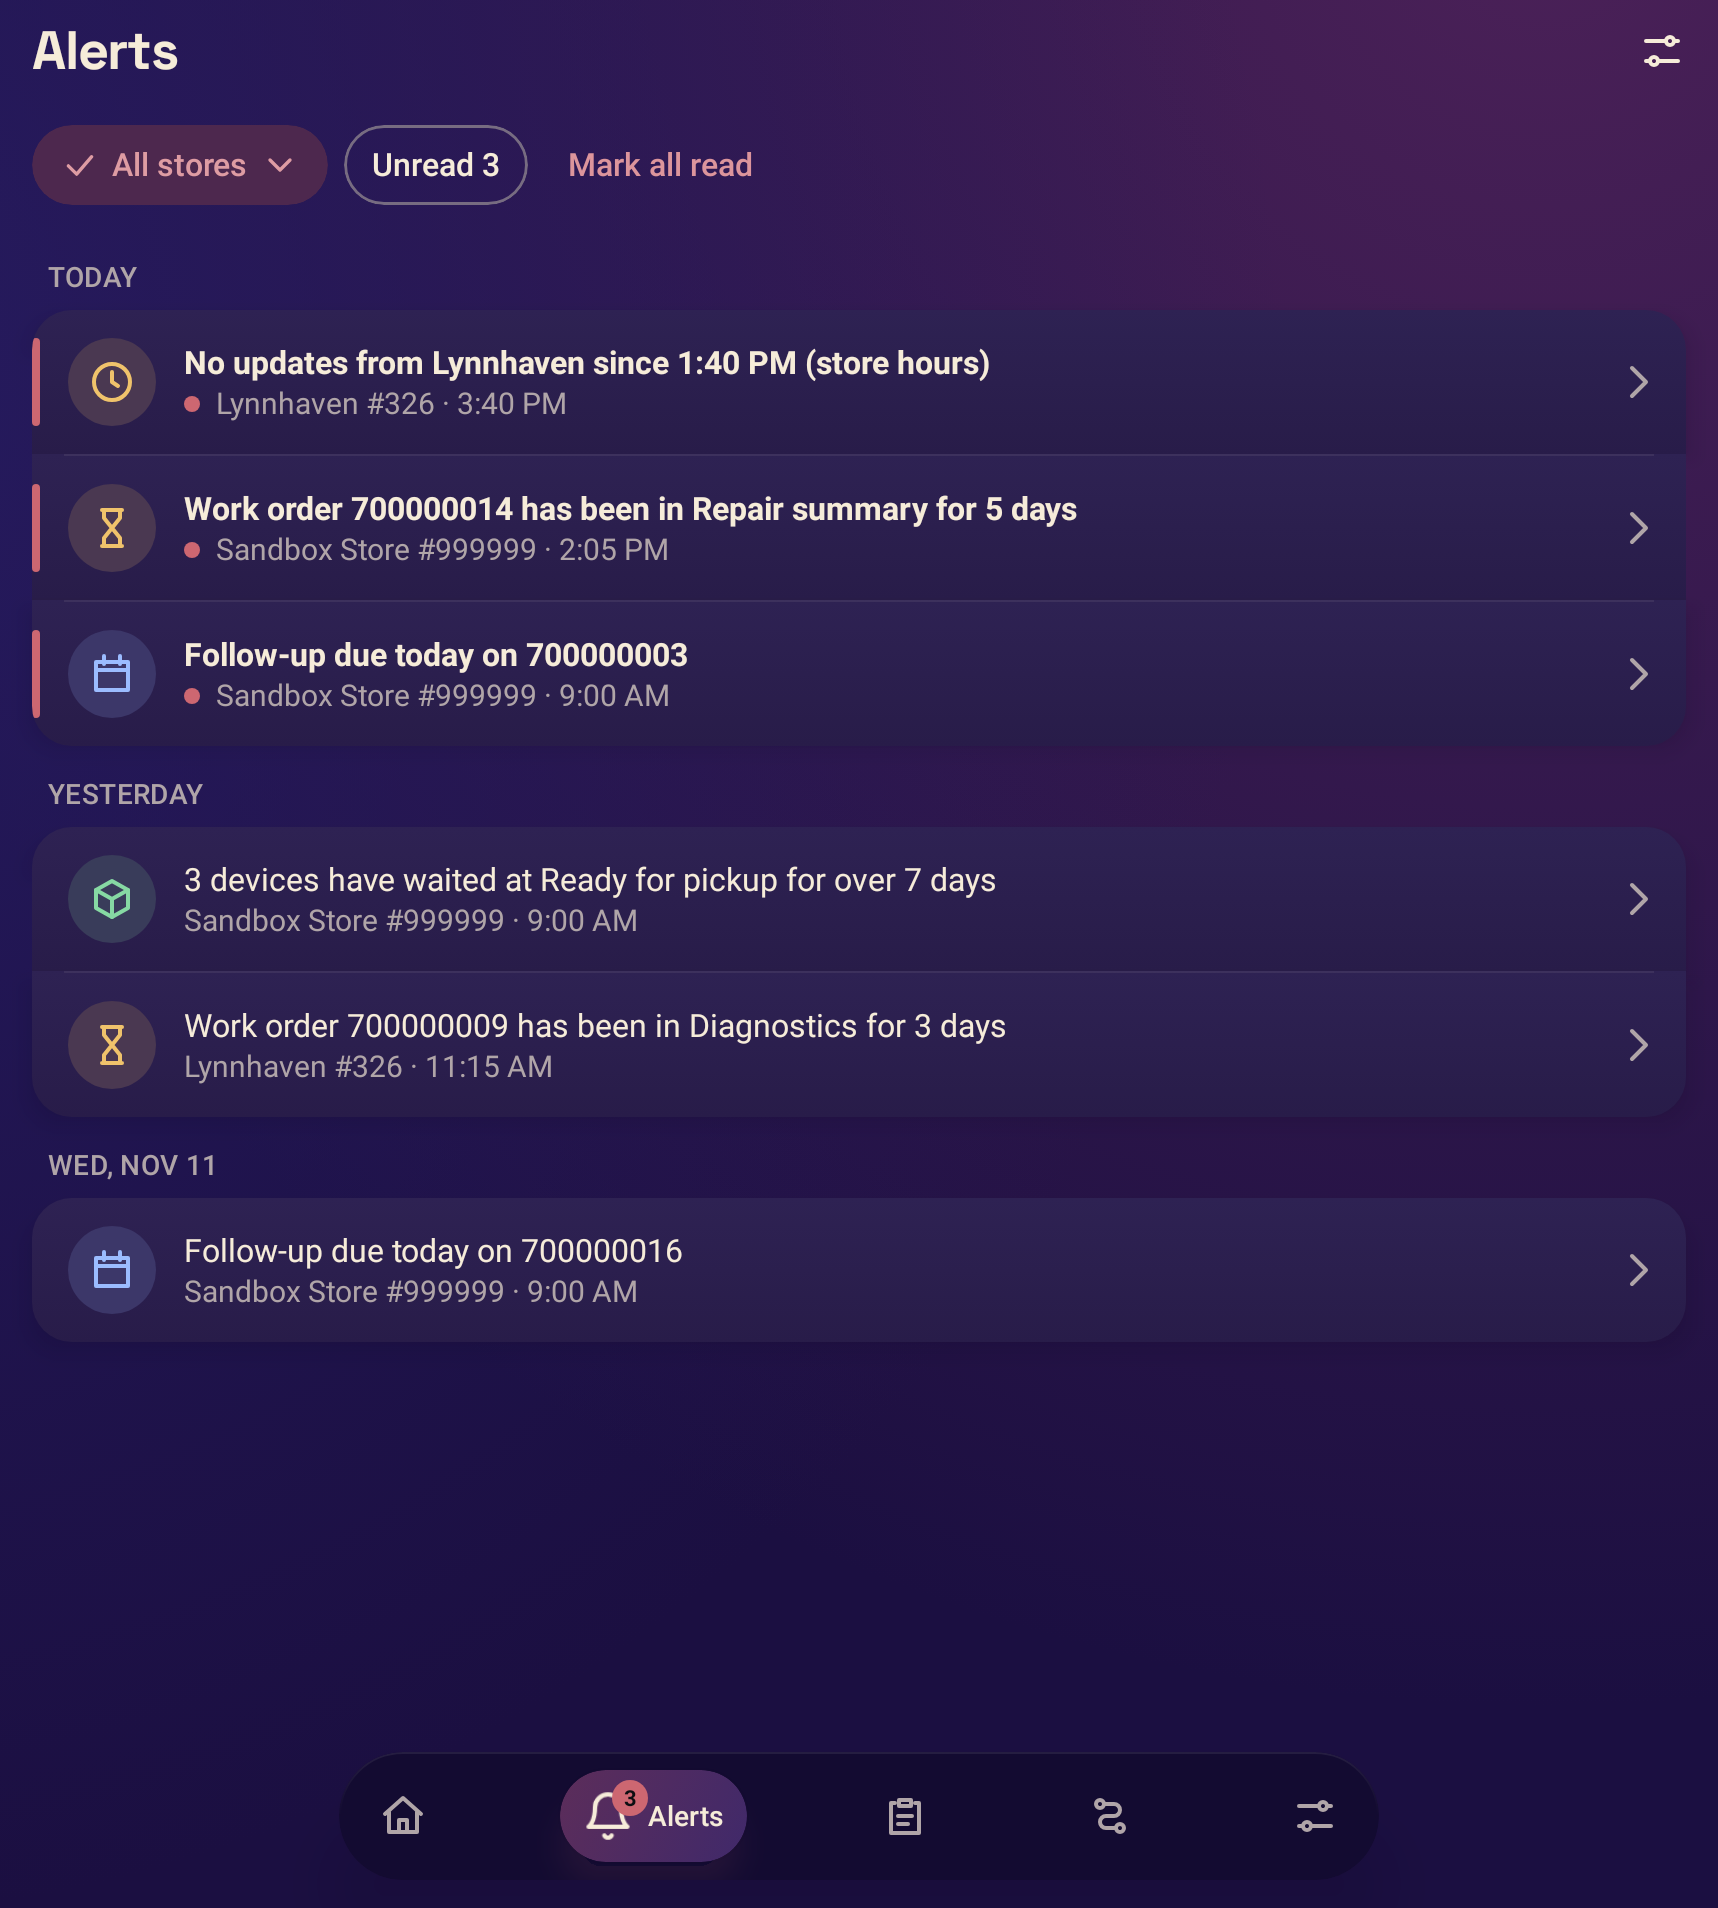 Alerts
All stores
Unread 3
Mark all read
TODAY
No updates from Lynnhaven since 1:40 PM (store hours)
Lynnhaven #326 · 3:40 PM
Work order 700000014 has been in Repair summary for 5 days
Sandbox Store #999999 · 2:05 PM
Follow-up due today on 700000003
Sandbox Store #999999 · 9:00 AM
YESTERDAY
3 devices have waited at Ready for pickup for over 7 days
Sandbox Store #999999 · 9:00 AM
Work order 700000009 has been in Diagnostics for 3 days
Lynnhaven #326 · 11:15 AM
WED, NOV 11
Follow-up due today on 700000016
Sandbox Store #999999 · 9:00 AM
3
Alerts